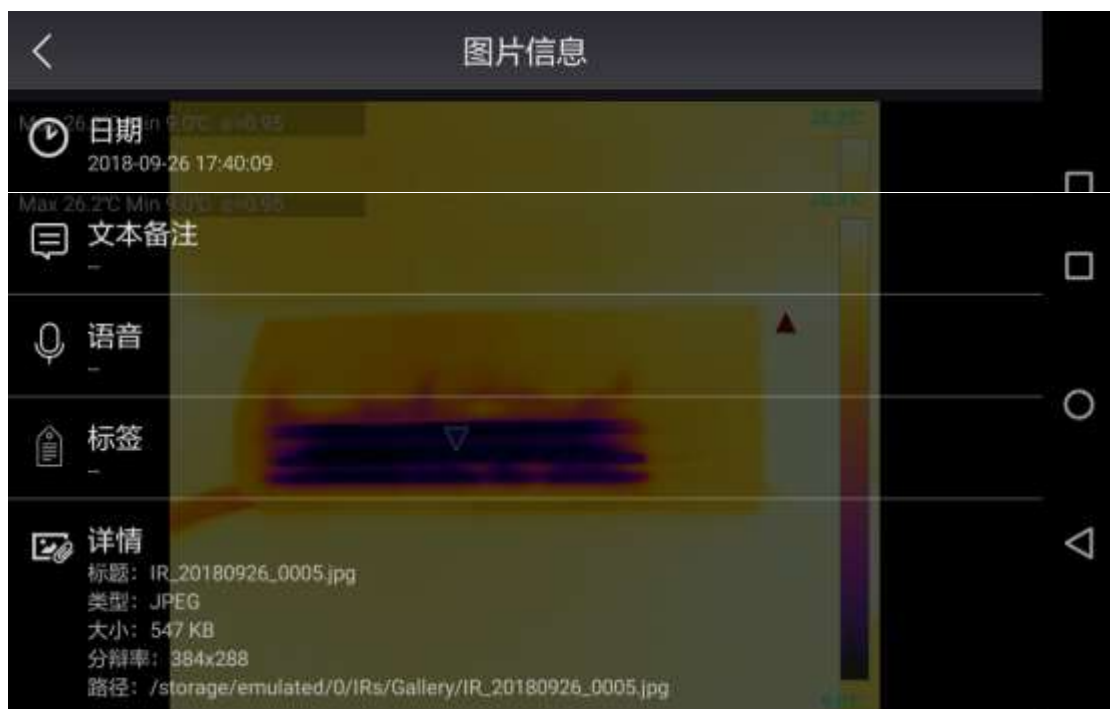 图片信息
日期
2018-09-26 17:40:09
Max 26.2℃ Min 9.0℃ ε=0.95
文本备注
--
语音
--
标签
--
详情
标题：IR_20180926_0005.jpg
类型：JPEG
大小：547 KB
分辩率：384x288
路径：/storage/emulated/0/IRs/Gallery/IR_20180926_0005.jpg